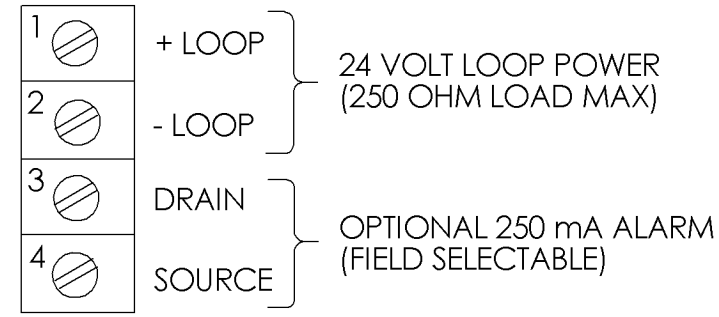 1 + LOOP
2 - LOOP
24 VOLT LOOP POWER
(250 OHM LOAD MAX)
3 DRAIN
4 SOURCE
OPTIONAL 250 mA ALARM
(FIELD SELECTABLE)